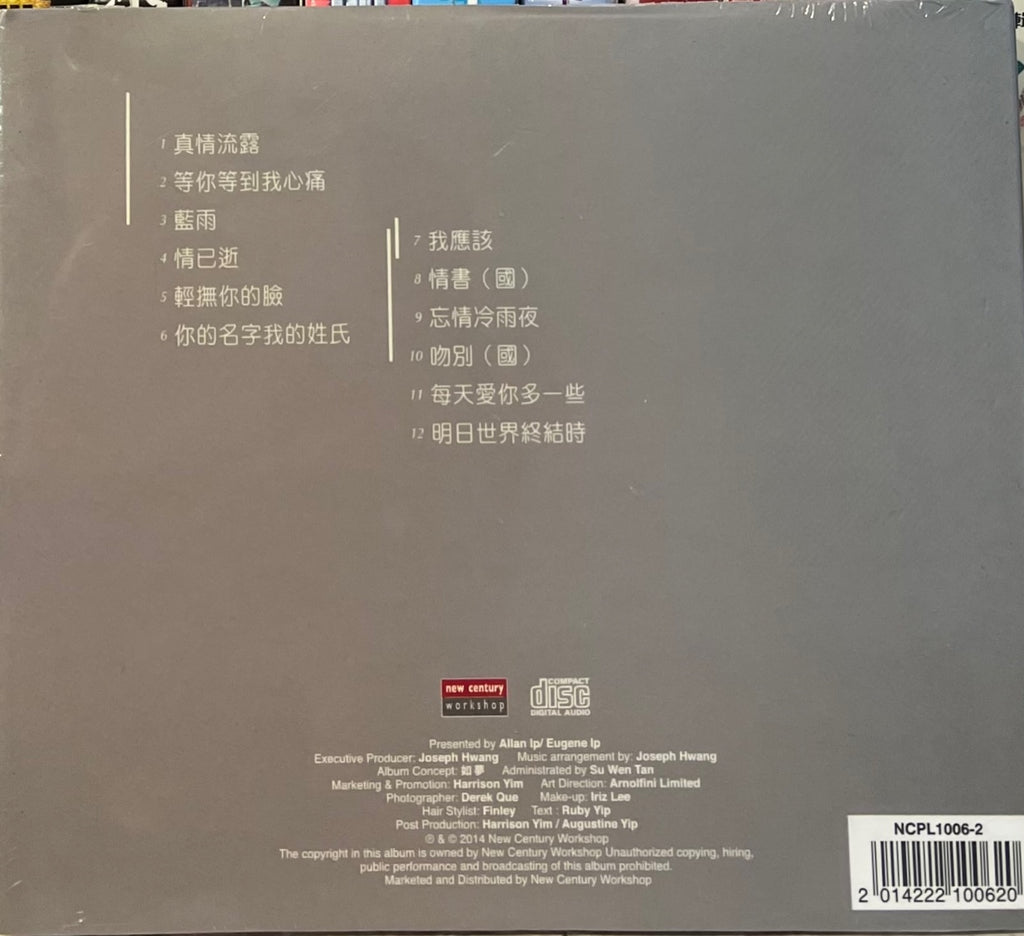 1 真情流露
2 等你等到我心痛
3 藍雨
4 情已逝
5 輕撫你的臉
6 你的名字我的姓氏
7 我應該
8 情書（國）
9 忘情冷雨夜
10 吻別（國）
11 每天愛你多一些
12 明日世界終結時
new century
workshop
COMPACT
disc
DIGITAL AUDIO
Presented by Allan Ip/ Eugene Ip
Executive Producer: Joseph Hwang Music arrangement by: Joseph Hwang
Album Concept: 如夢 Administrated by Su Wen Tan
Marketing & Promotion: Harrison Yim Art Direction: Arnolfini Limited
Photographer: Derek Que Make-up: Iriz Lee
Hair Stylist: Finley Text : Ruby Yip
Post Production: Harrison Yim / Augustine Yip
℗ & © 2014 New Century Workshop
The copyright in this album is owned by New Century Workshop Unauthorized copying, hiring,
public performance and broadcasting of this album prohibited.
Marketed and Distributed by New Century Workshop
NCPL1006-2
2 014222 100620